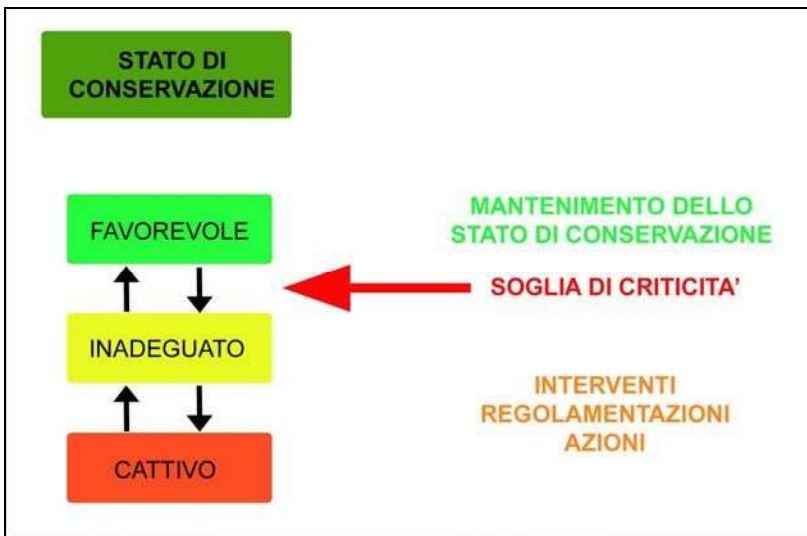 STATO DI
CONSERVAZIONE
FAVOREVOLE
MANTENIMENTO DELLO
STATO DI CONSERVAZIONE
SOGLIA DI CRITICITA'
INADEGUATO
INTERVENTI
REGOLAMENTAZIONI
AZIONI
CATTIVO